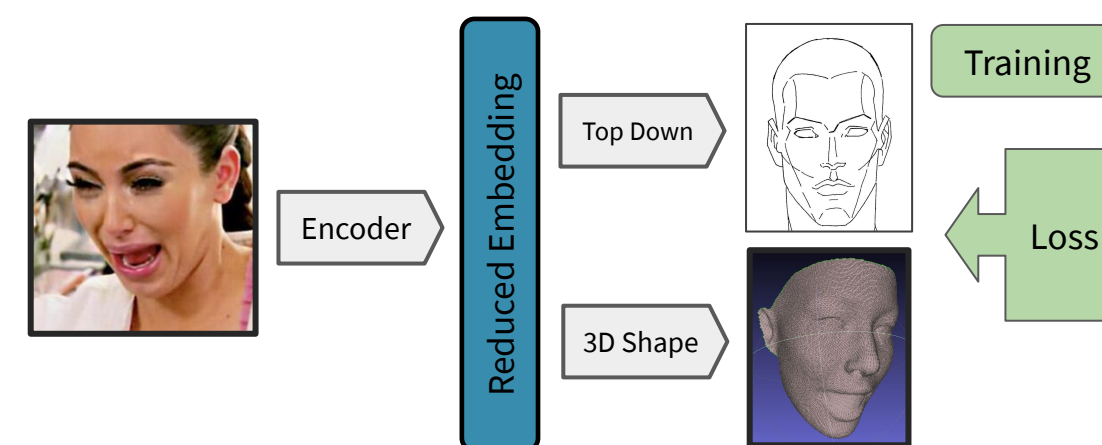 Encoder
Reduced Embedding
Top Down
3D Shape
Training
Loss